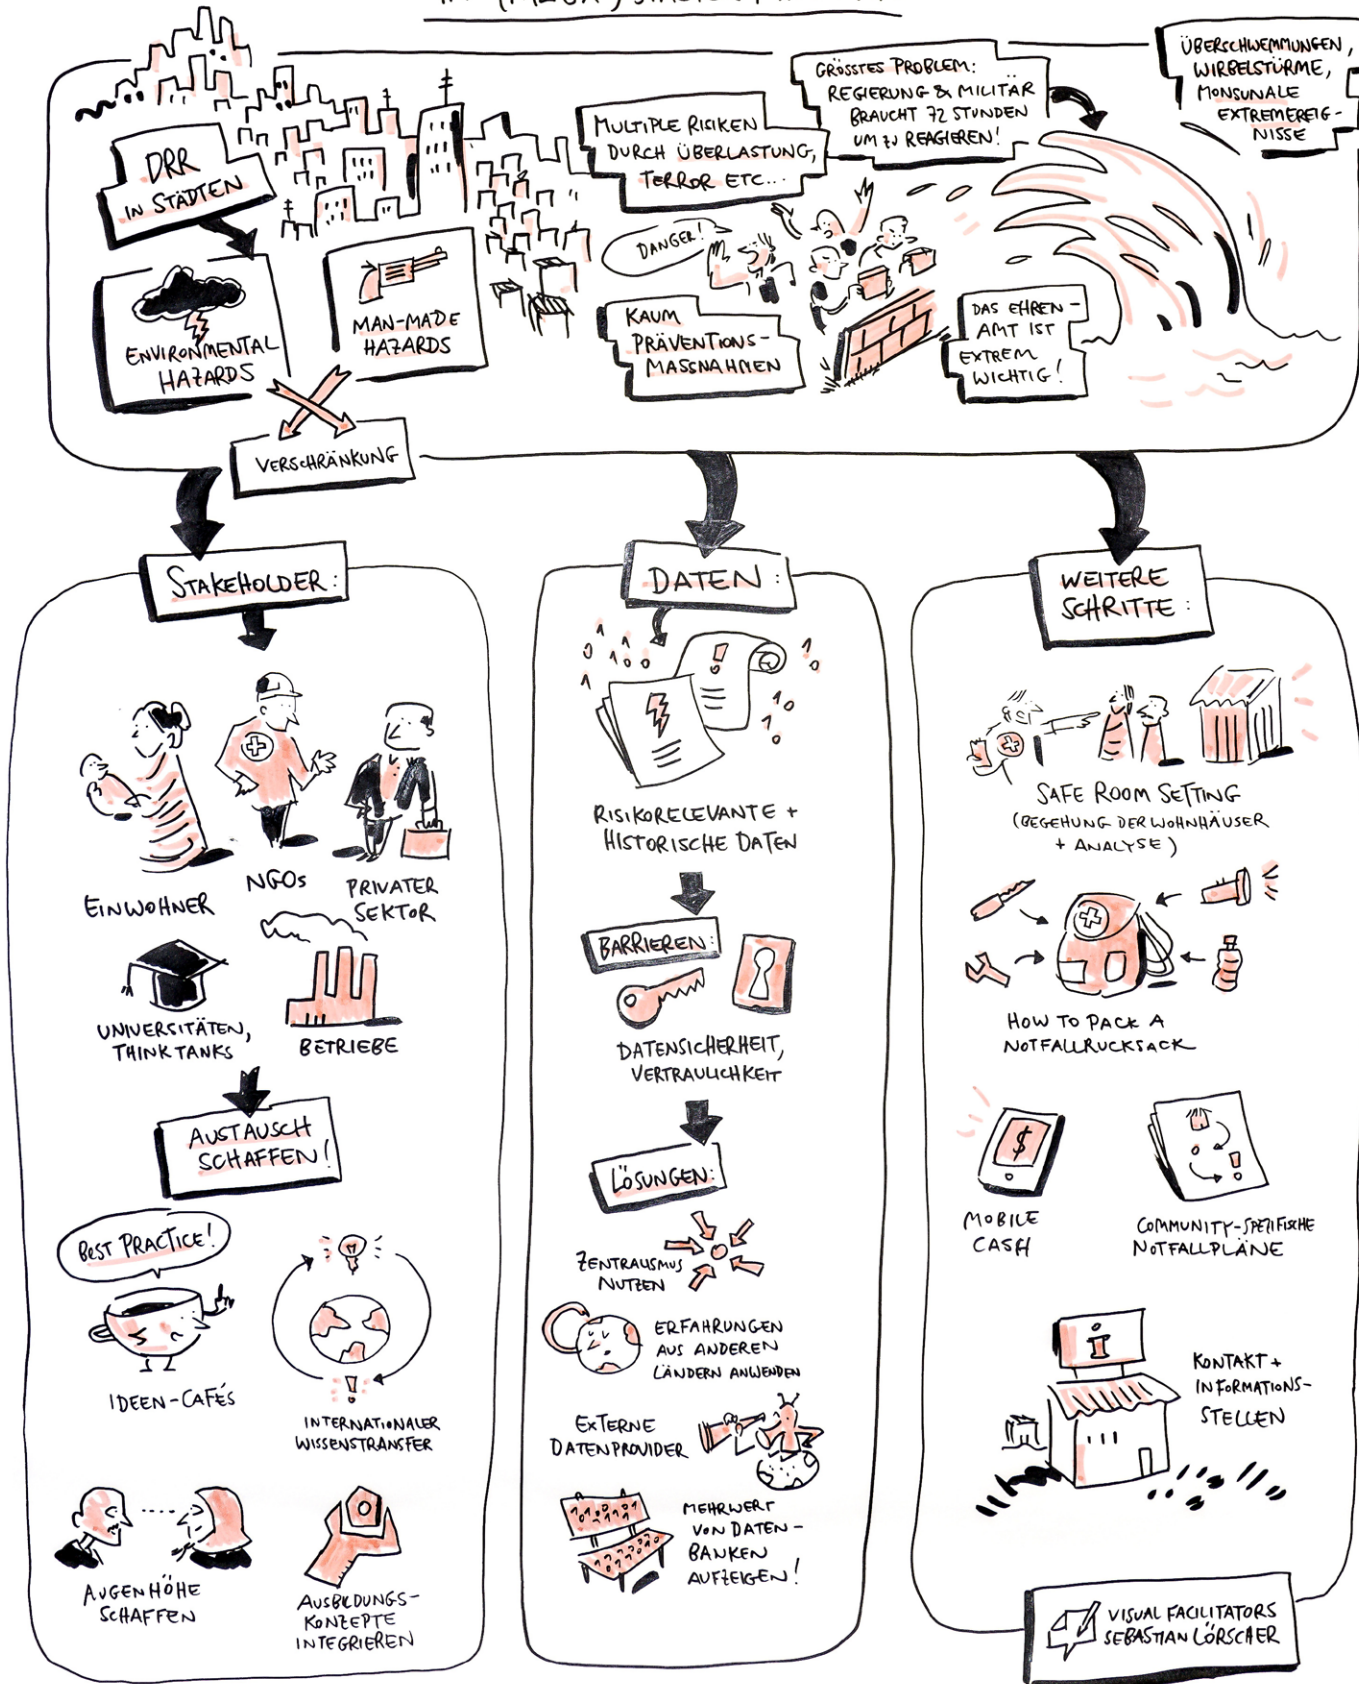 DRR
IN STÄDTEN
ENVIRONMENTAL
HAZARDS
MAN-MADE
HAZARDS
VERSCHRÄNKUNG
MULTIPLE RISIKEN
DURCH ÜBERLASTUNG,
TERROR ETC...
GRÖSSTES PROBLEM:
REGIERUNG & MILITÄR
BRAUCHT 72 STUNDEN
UM ZU REAGIEREN!
ÜBERSCHWEMMUNGEN,
WIRBELSTÜRME,
MONSUNALE
EXTREMEREIG-
NISSE
DANGER!
KAUM
PRÄVENTIONS-
MASSNAHMEN
DAS EHREN-
AMT IST
EXTREM
WICHTIG!
STAKEHOLDER:
EINWOHNER
NGOs
PRIVATER
SEKTOR
UNIVERSITÄTEN,
THINK TANKS
BETRIEBE
AUSTAUSCH
SCHAFFEN!
BEST PRACTICE!
IDEEN-CAFÉS
INTERNATIONALER
WISSENSTRANSFER
AUGENHÖHE
SCHAFFEN
AUSBILDUNGS-
KONZEPTE
INTEGRIEREN
DATEN:
RISIKORELEVANTE +
HISTORISCHE DATEN
BARRIEREN:
DATENSICHERHEIT,
VERTRAULICHKEIT
LÖSUNGEN:
ZENTRALISMUS
NUTZEN
ERFAHRUNGEN
AUS ANDEREN
LÄNDERN ANWENDEN
EXTERNE
DATENPROVIDER
MEHRWERT
VON DATEN-
BANKEN
AUFZEIGEN!
WEITERE
SCHRITTE:
SAFE ROOM SETTING
(BEGEHUNG DER WOHNHÄUSER
+ ANALYSE)
HOW TO PACK A
NOTFALLRUCKSACK
$
MOBILE
CASH
COMMUNITY-SPEZIFISCHE
NOTFALLPLÄNE
i
KONTAKT +
INFORMATIONS-
STELLEN
VISUAL FACILITATORS
SEBASTIAN LÖRSCHER